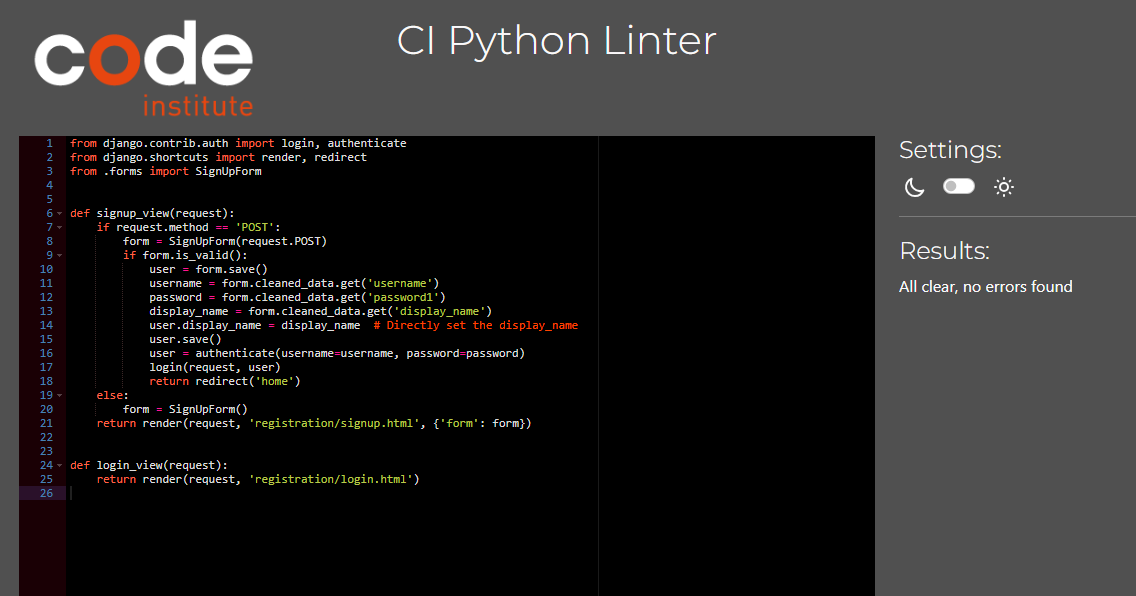 code
institute
CI Python Linter
1 from django.contrib.auth import login, authenticate
2 from django.shortcuts import render, redirect
3 from .forms import SignUpForm
4
5
6 def signup_view(request):
7     if request.method == 'POST':
8         form = SignUpForm(request.POST)
9         if form.is_valid():
10             user = form.save()
11             username = form.cleaned_data.get('username')
12             password = form.cleaned_data.get('password1')
13             display_name = form.cleaned_data.get('display_name')
14             user.display_name = display_name  # Directly set the display_name
15             user.save()
16             user = authenticate(username=username, password=password)
17             login(request, user)
18             return redirect('home')
19     else:
20         form = SignUpForm()
21     return render(request, 'registration/signup.html', {'form': form})
22
23
24 def login_view(request):
25     return render(request, 'registration/login.html')
26
Settings:
Results:
All clear, no errors found